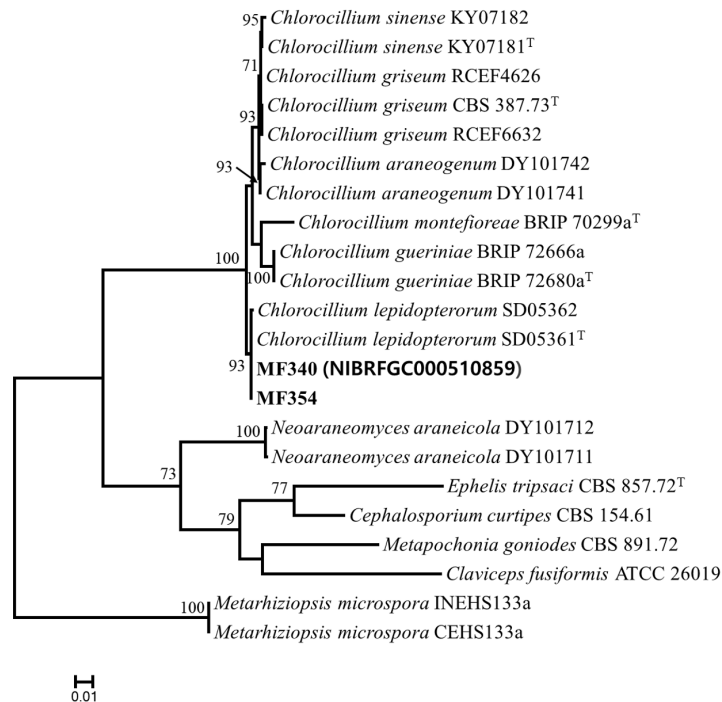 95
Chlorocillium sinense KY07182
Chlorocillium sinense KY07181ᵀ
71
Chlorocillium griseum RCEF4626
Chlorocillium griseum CBS 387.73ᵀ
93
Chlorocillium griseum RCEF6632
93
Chlorocillium araneogenum DY101742
Chlorocillium araneogenum DY101741
Chlorocillium montefioreae BRIP 70299aᵀ
100
Chlorocillium gueriniae BRIP 72666a
100
Chlorocillium gueriniae BRIP 72680aᵀ
Chlorocillium lepidopterorum SD05362
Chlorocillium lepidopterorum SD05361ᵀ
93
MF340 (NIBRFGC000510859)
MF354
100
Neoaraneomyces araneicola DY101712
Neoaraneomyces araneicola DY101711
73
77
Ephelis tripsaci CBS 857.72ᵀ
79
Cephalosporium curtipes CBS 154.61
Metapochonia goniodes CBS 891.72
Claviceps fusiformis ATCC 26019
100
Metarhiziopsis microspora INEHS133a
Metarhiziopsis microspora CEHS133a
0.01